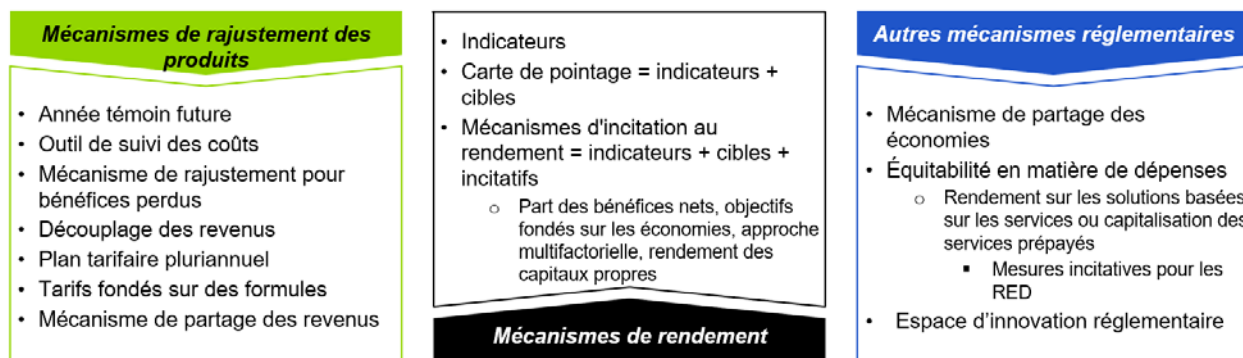 Mécanismes de rajustement des
produits
• Année témoin future
• Outil de suivi des coûts
• Mécanisme de rajustement pour
bénéfices perdus
• Découplage des revenus
• Plan tarifaire pluriannuel
• Tarifs fondés sur des formules
• Mécanisme de partage des revenus
• Indicateurs
• Carte de pointage = indicateurs +
cibles
• Mécanismes d'incitation au
rendement = indicateurs + cibles +
incitatifs
o Part des bénéfices nets, objectifs
fondés sur les économies, approche
multifactorielle, rendement des
capitaux propres
Mécanismes de rendement
Autres mécanismes réglementaires
• Mécanisme de partage des
économies
• Équitabilité en matière de dépenses
o Rendement sur les solutions basées
sur les services ou capitalisation des
services prépayés
▪ Mesures incitatives pour les
RED
• Espace d’innovation réglementaire